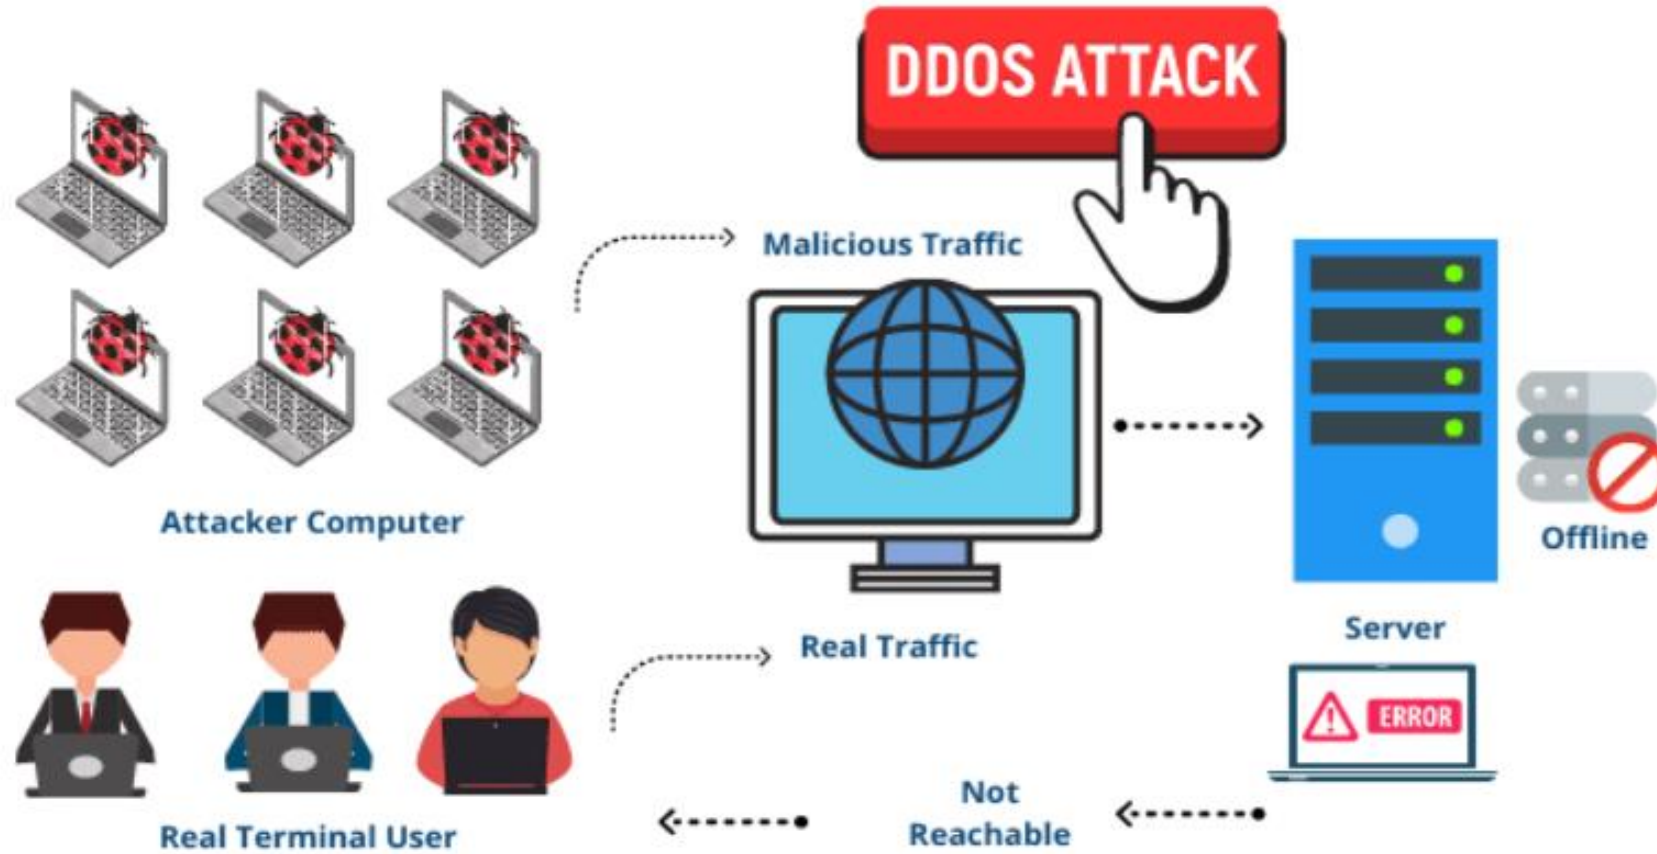 DDOS ATTACK
Malicious Traffic
Attacker Computer
Offline
Server
Real Traffic
ERROR
Not
Reachable
Real Terminal User